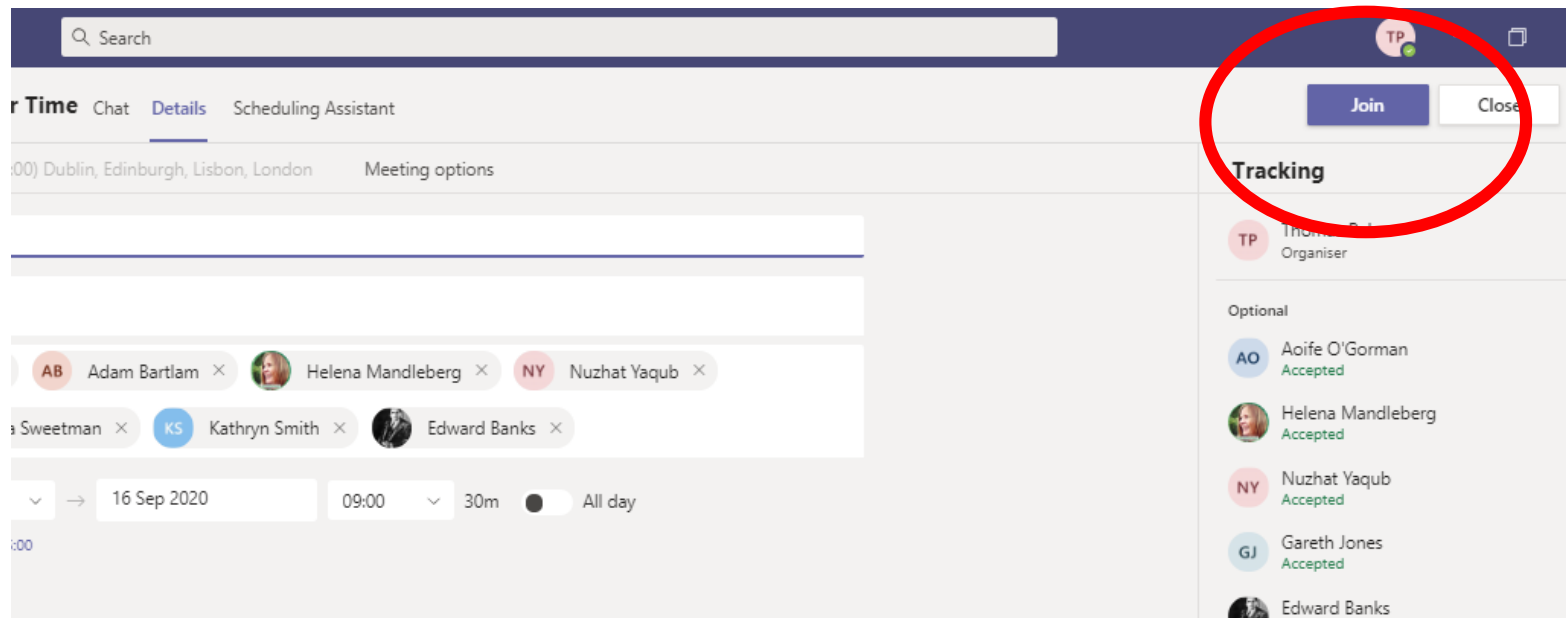 Search
TP
r Time Chat Details Scheduling Assistant Join Close
:00) Dublin, Edinburgh, Lisbon, London Meeting options
Tracking
TP
Organiser
Optional
AB Adam Bartlam × Helena Mandleberg × NY Nuzhat Yaqub ×
Sweetman × KS Kathryn Smith × Edward Banks ×
→ 16 Sep 2020 09:00 30m All day
:00
AO Aoife O'Gorman
Accepted
Helena Mandleberg
Accepted
NY Nuzhat Yaqub
Accepted
GJ Gareth Jones
Accepted
Edward Banks